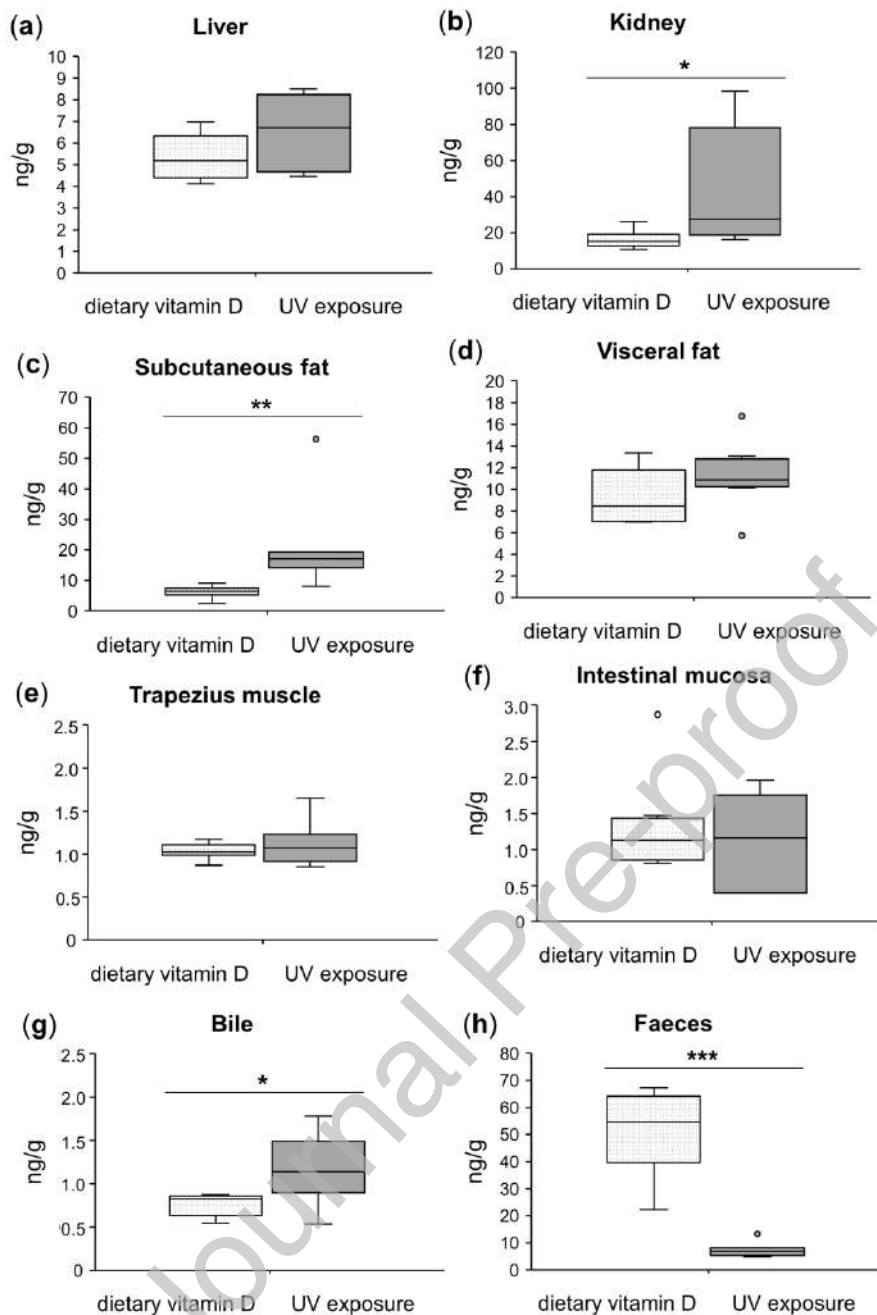 (a) Liver
10
9
8
7
6
5
4
3
2
1
0
ng/g
dietary vitamin D UV exposure
(b) Kidney
120
100
80
60
40
20
0
ng/g
*
dietary vitamin D UV exposure
(c) Subcutaneous fat
70
60
50
40
30
20
10
0
ng/g
**
dietary vitamin D UV exposure
(d) Visceral fat
20
18
16
14
12
10
8
6
4
2
0
ng/g
dietary vitamin D UV exposure
(e) Trapezius muscle
2.5
2.0
1.5
1.0
0.5
0
ng/g
dietary vitamin D UV exposure
(f) Intestinal mucosa
3.0
2.5
2.0
1.5
1.0
0.5
0
ng/g
dietary vitamin D UV exposure
(g) Bile
2.5
2.0
1.5
1.0
0.5
0
ng/g
*
dietary vitamin D UV exposure
(h) Faeces
80
70
60
50
40
30
20
10
0
ng/g
***
dietary vitamin D UV exposure
Journal Pre-proof